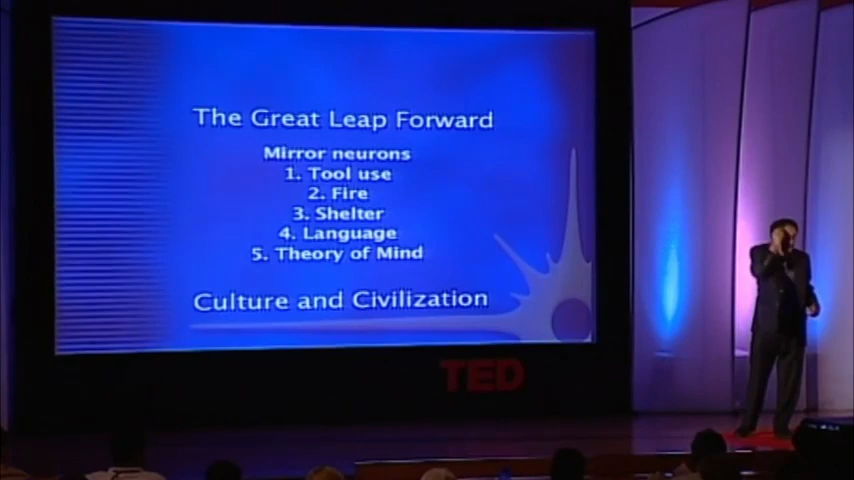 The Great Leap Forward
Mirror neurons
1. Tool use
2. Fire
3. Shelter
4. Language
5. Theory of Mind
Culture and Civilization
TED